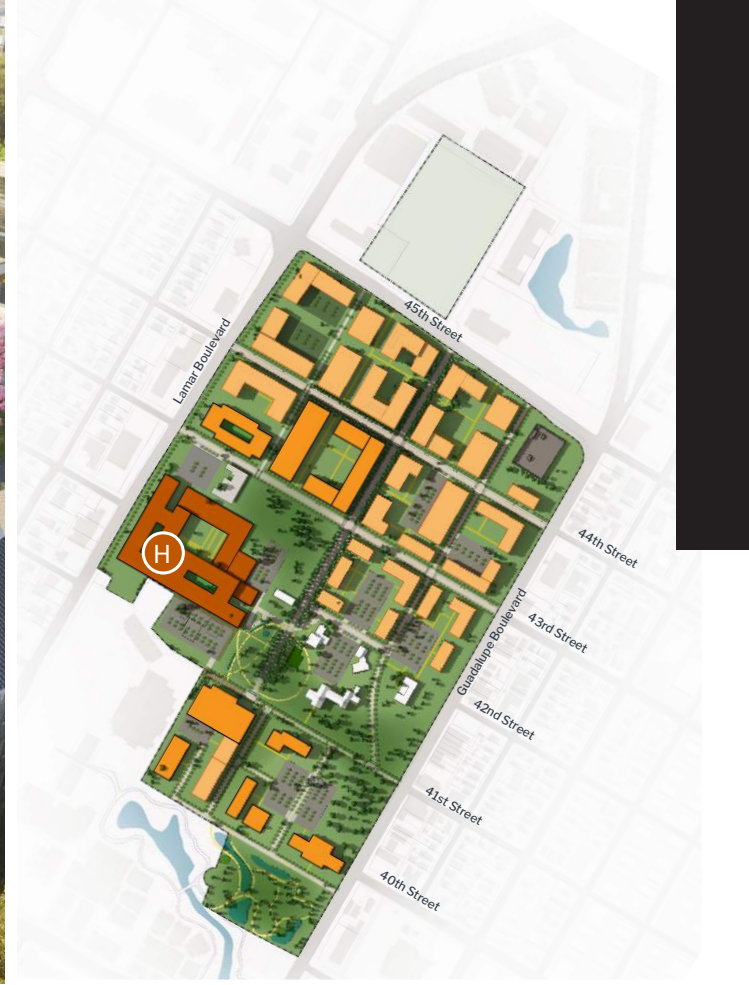 45th Street
Lamar Boulevard
H
44th Street
43rd Street
Guadalupe Boulevard
42nd Street
41st Street
40th Street